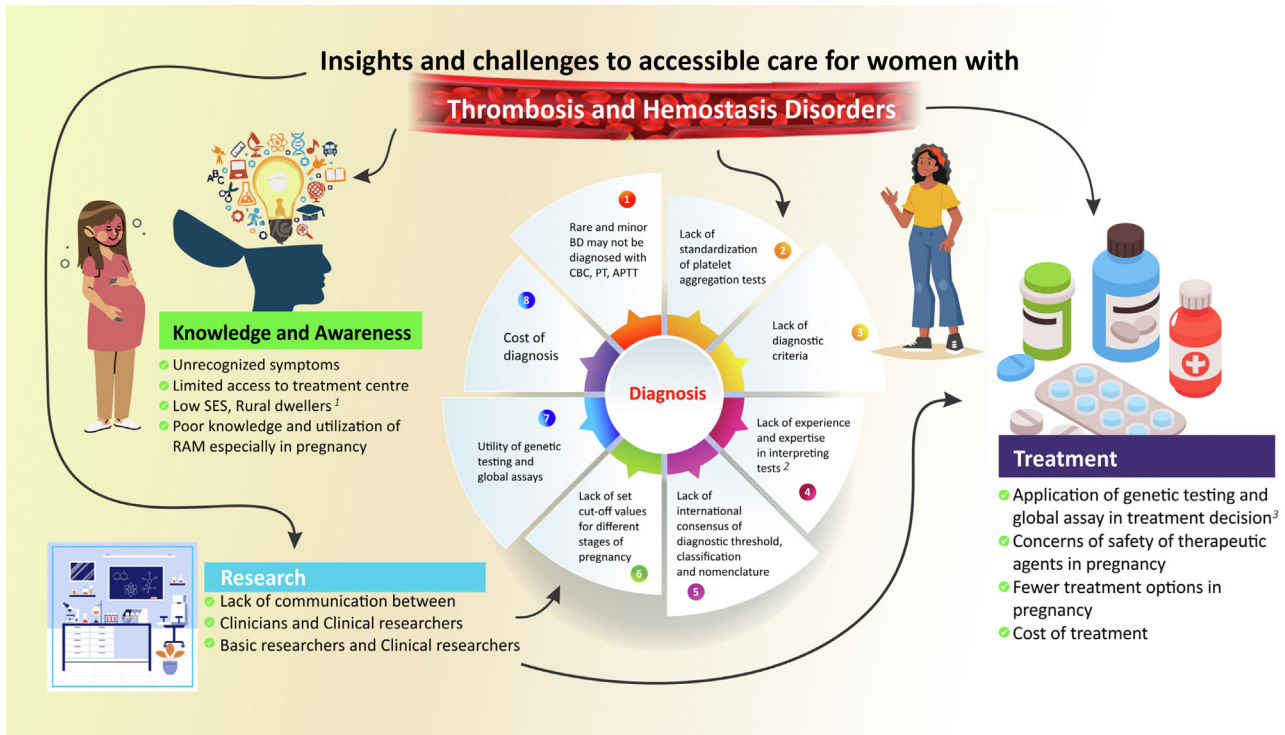 Insights and challenges to accessible care for women with
Thrombosis and Hemostasis Disorders
ABC
Knowledge and Awareness
Unrecognized symptoms
Limited access to treatment centre
Low SES, Rural dwellers 1
Poor knowledge and utilization of
RAM especially in pregnancy
Research
Lack of communication between
Clinicians and Clinical researchers
Basic researchers and Clinical researchers
Diagnosis
1
Rare and minor
BD may not be
diagnosed with
CBC, PT, APTT
2
Lack of
standardization
of platelet
aggregation tests
3
Lack of
diagnostic
criteria
Lack of experience
and expertise
in interpreting
tests 2
4
Lack of
international
consensus of
diagnostic threshold,
classification
and nomenclature
5
Lack of set
cut-off values
for different
stages of
pregnancy
6
7
Utility of genetic
testing and
global assays
8
Cost of
diagnosis
Treatment
Application of genetic testing and
global assay in treatment decision3
Concerns of safety of therapeutic
agents in pregnancy
Fewer treatment options in
pregnancy
Cost of treatment